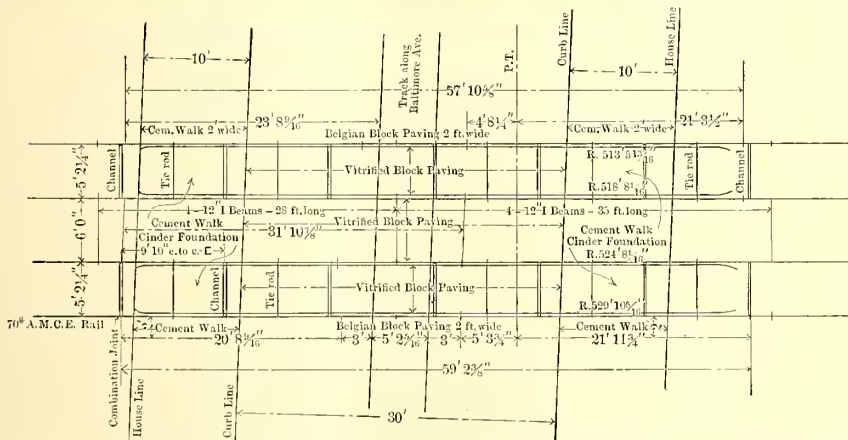 Curb Line
House Line
10'
Track along
Baltimore Ave.
P.T.
10'
57' 10⅝"
23' 8 9/16"
4' 8¼"
21' 3½"
Cem. Walk 2 wide
Belgian Block Paving 2 ft. wide
Cem. Walk 2 wide
5' 2¼"
Channel
Tie rod
Vitrified Block Paving
R. 513' 5 13/16"
R. 518' 8 1/16"
Tie rod
Channel
6' 0"
4-12" I Beams - 28 ft. long
Vitrified Block Paving
4-12" I Beams - 35 ft. long
Cement Walk
Cinder Foundation
31' 10⅞"
9' 10" c. to c.
Cement Walk
Cinder Foundation
R. 524' 8 1/16"
5' 2¼"
Channel
Tie rod
Vitrified Block Paving
R. 529' 10 5/16"
70# A.M.C.E. Rail
Cement Walk
Belgian Block Paving 2 ft. wide
Cement Walk
20' 8 9/16"
3'
5' 2 5/16"
3'
5' 3¾"
21' 11¾"
Combination Joint
House Line
Curb Line
59' 2⅜"
30'